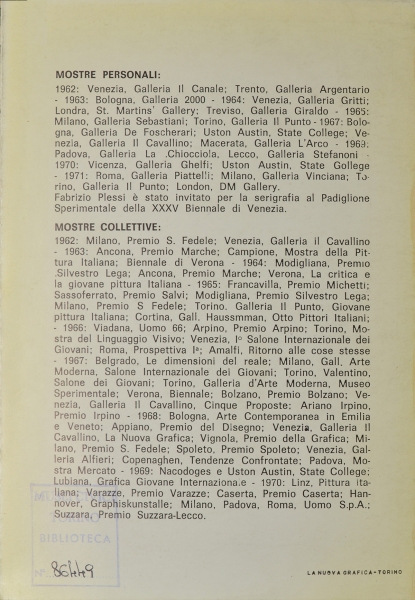 MOSTRE PERSONALI:
1962: Venezia, Galleria Il Canale; Trento, Galleria Argentario
- 1963: Bologna, Galleria 2000 - 1964: Venezia, Galleria Gritti;
Londra, St. Martins' Gallery; Treviso, Galleria Giraldo - 1965:
Milano, Galleria Sebastiani; Torino, Galleria Il Punto - 1967: Bolo-
gna, Galleria De Foscherari; Uston Austin, State College; Ve-
nezia, Galleria Il Cavallino; Macerata, Galleria L'Arco - 1969:
Padova, Galleria La Chiocciola, Lecco, Galleria Stefanoni -
1970: Vicenza, Galleria Ghelfi; Uston Austin, State Gollege
- 1971: Roma, Galleria Piattelli; Milano, Galleria Vinciana; To-
rino, Galleria Il Punto; London, DM Gallery.
Fabrizio Plessi è stato invitato per la serigrafia al Padiglione
Sperimentale della XXXV Biennale di Venezia.
MOSTRE COLLETTIVE:
1962: Milano, Premio S. Fedele; Venezia, Galleria il Cavallino
- 1963: Ancona, Premio Marche; Campione, Mostra della Pit-
tura Italiana; Biennale di Verona - 1964: Modigliana, Premio
Silvestro Lega; Ancona, Premio Marche; Verona, La critica e
la giovane pittura Italiana - 1965: Francavilla, Premio Michetti;
Sassoferrato, Premio Salvi; Modigliana, Premio Silvestro Lega;
Milano, Premio S Fedele; Torino. Galleria Il Punto, Giovane
pittura Italiana; Cortina, Gall. Haussmman, Otto Pittori Italiani;
- 1966: Viadana, Uomo 66; Arpino, Premio Arpino; Torino, Mo-
stra del Linguaggio Visivo; Venezia, I° Salone Internazionale dei
Giovani; Roma, Prospettiva Iª; Amalfi, Ritorno alle cose stesse
- 1967: Belgrado, Le dimensioni del reale; Milano, Gall. Arte
Moderna, Salone Internazionale dei Giovani; Torino, Valentino,
Salone dei Giovani; Torino, Galleria d'Arte Moderna, Museo
Sperimentale; Verona, Biennale; Bolzano, Premio Bolzano; Ve-
nezia, Galleria Il Cavallino, Cinque Proposte; Ariano Irpino,
Premio Irpino - 1968: Bologna, Arte Contemporanea in Emilia
e Veneto; Appiano, Premio del Disegno; Venezia, Galleria Il
Cavallino, La Nuova Grafica; Vignola, Premio della Grafica; Mi-
lano, Premio S. Fedele; Spoleto, Premio Spoleto; Venezia, Gal-
leria Alfieri; Copenaghen, Tendenze Confrontate; Padova, Mo-
stra Mercato - 1969: Nacodoges e Uston Austin, State College;
Lubiana, Grafica Giovane Internaziona.e - 1970: Linz, Pittura ita-
liana; Varazze, Premio Varazze; Caserta, Premio Caserta; Han-
nover, Graphiskunstalle; Milano, Padova, Roma, Uomo S.p.A.;
Suzzara, Premio Suzzara-Lecco.
BIBLIOTECA
86449
LA NUOVA GRAFICA - TORINO